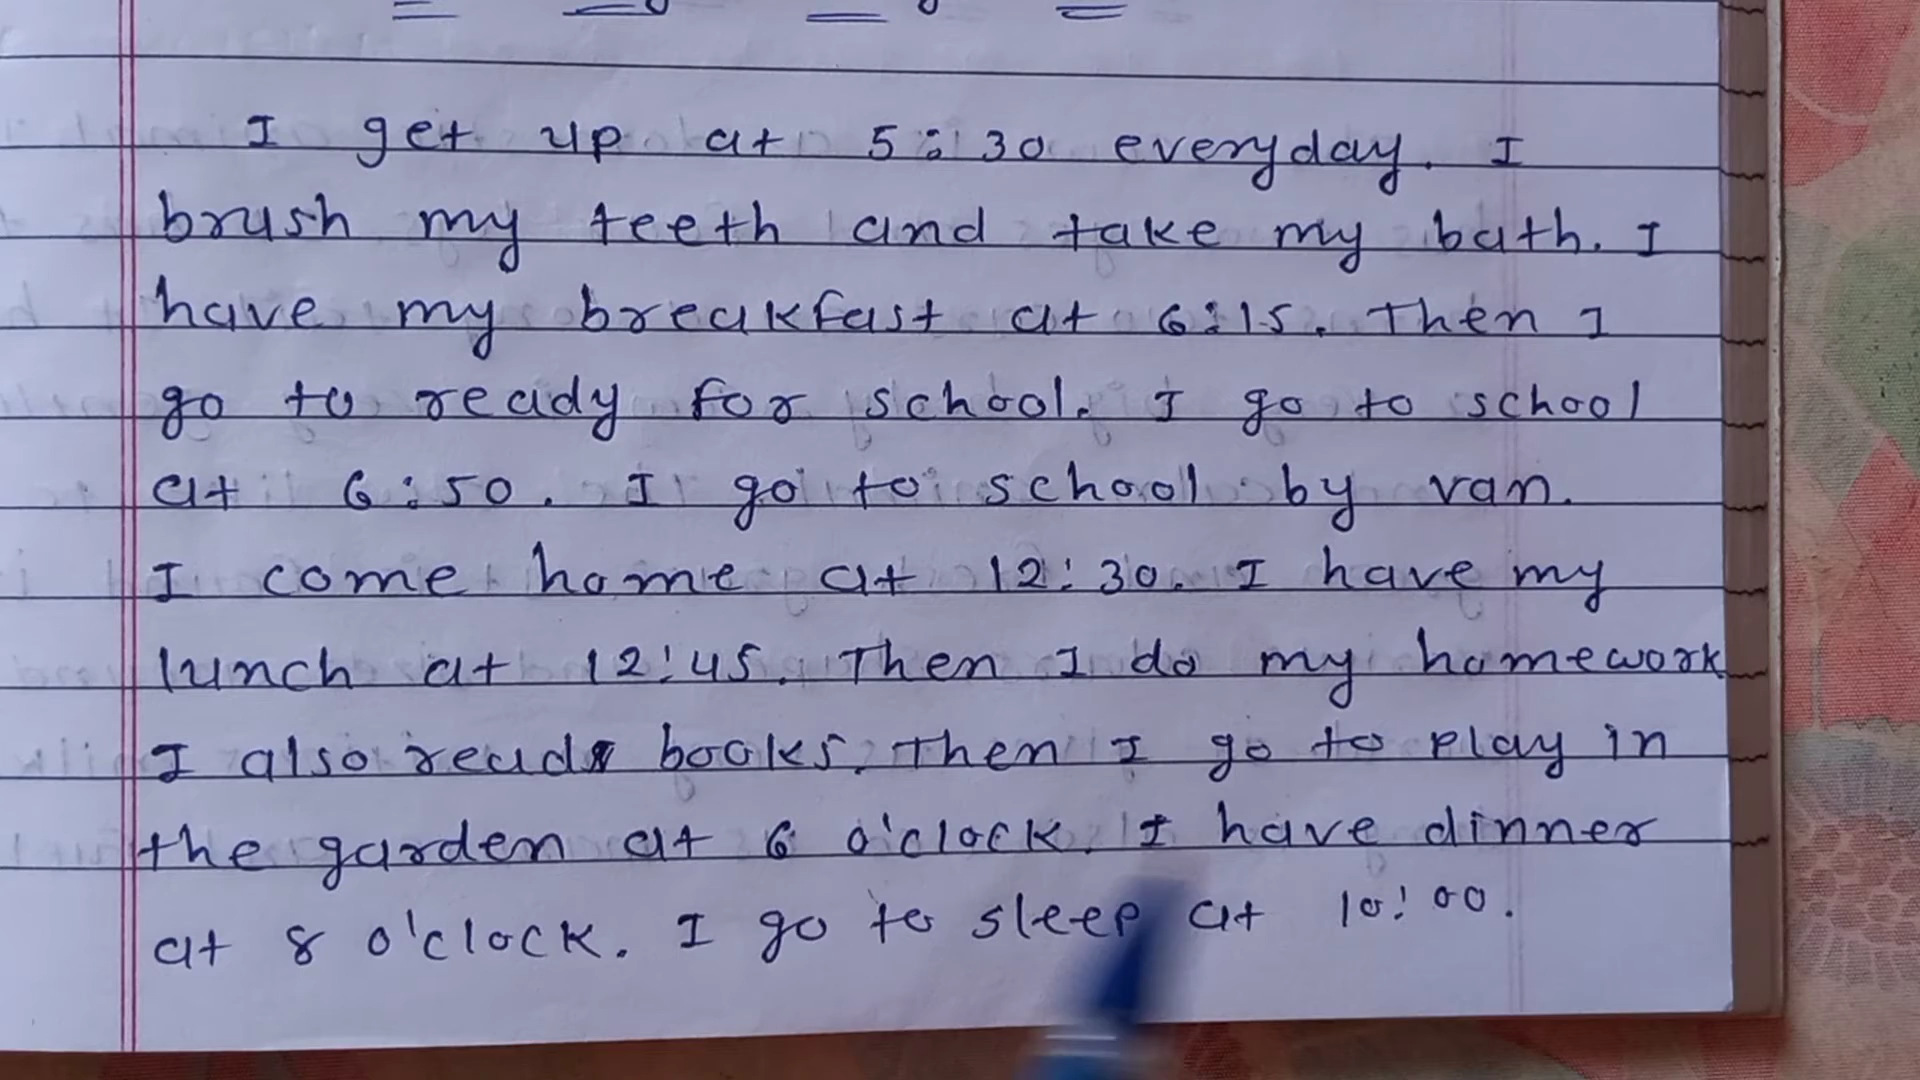 I get up at 5:30 everyday. I
brush my teeth and take my bath. I
have my breakfast at 6:15. Then I
go to ready for school. I go to school
at 6:50. I go to school by van.
I come home at 12:30. I have my
lunch at 12:45. Then I do my homework
I also read books. Then I go to play in
the garden at 6 o'clock. I have dinner
at 8 o'clock. I go to sleep at 10:00.